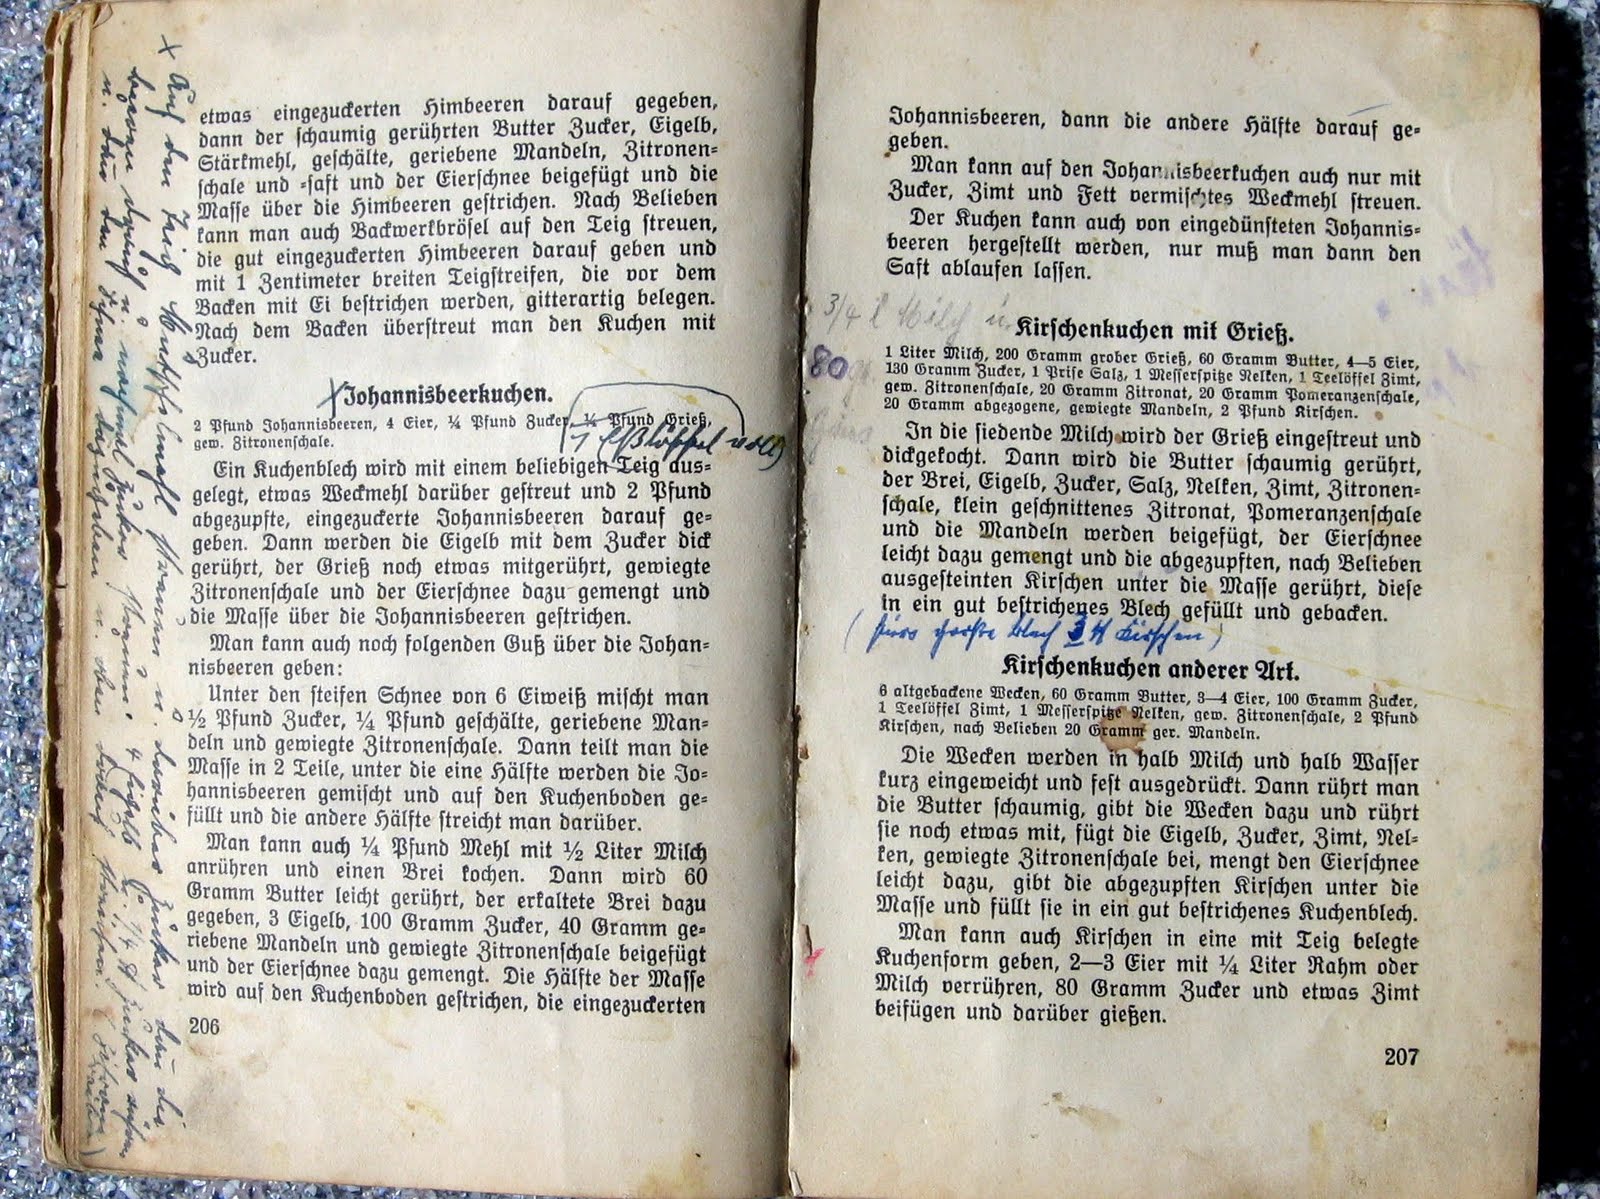 etwas eingezuckerten Himbeeren darauf gegeben,
dann der schaumig gerührten Butter Zucker, Eigelb,
Stärkmehl, geschälte, geriebene Mandeln, Zitronen-
schale und -saft und der Eierschnee beigefügt und die
Masse über die Himbeeren gestrichen. Nach Belieben
kann man auch Backwerkbrösel auf den Teig streuen,
die gut eingezuckerten Himbeeren darauf geben und
mit 1 Zentimeter breiten Teigstreifen, die vor dem
Backen mit Ei bestrichen werden, gitterartig belegen.
Nach dem Backen überstreut man den Kuchen mit
Zucker.
Johannisbeerkuchen.
2 Pfund Johannisbeeren, 4 Eier, ¼ Pfund Zucker, ¼ Pfund Grieß,
gew. Zitronenschale.
7 Eßlöffel voll
Ein Kuchenblech wird mit einem beliebigen Teig aus-
gelegt, etwas Weckmehl darüber gestreut und 2 Pfund
abgezupfte, eingezuckerte Johannisbeeren darauf ge-
geben. Dann werden die Eigelb mit dem Zucker dick
gerührt, der Grieß noch etwas mitgerührt, gewiegte
Zitronenschale und der Eierschnee dazu gemengt und
die Masse über die Johannisbeeren gestrichen.
Man kann auch noch folgenden Guß über die Johan-
nisbeeren geben:
Unter den steifen Schnee von 6 Eiweiß mischt man
½ Pfund Zucker, ¼ Pfund geschälte, geriebene Man-
deln und gewiegte Zitronenschale. Dann teilt man die
Masse in 2 Teile, unter die eine Hälfte werden die Jo-
hannisbeeren gemischt und auf den Kuchenboden ge-
füllt und die andere Hälfte streicht man darüber.
Man kann auch ¼ Pfund Mehl mit ½ Liter Milch
anrühren und einen Brei kochen. Dann wird 60
Gramm Butter leicht gerührt, der erkaltete Brei dazu
gegeben, 3 Eigelb, 100 Gramm Zucker, 40 Gramm ge-
riebene Mandeln und gewiegte Zitronenschale beigefügt
und der Eierschnee dazu gemengt. Die Hälfte der Masse
wird auf den Kuchenboden gestrichen, die eingezuckerten
206
Johannisbeeren, dann die andere Hälfte darauf ge-
geben.
Man kann auf den Johannisbeerkuchen auch nur mit
Zucker, Zimt und Fett vermischtes Weckmehl streuen.
Der Kuchen kann auch von eingedünsteten Johannis-
beeren hergestellt werden, nur muß man dann den
Saft ablaufen lassen.
3/4 l Milch u.
80 gr.
Kirschenkuchen mit Grieß.
1 Liter Milch, 200 Gramm grober Grieß, 60 Gramm Butter, 4—5 Eier,
130 Gramm Zucker, 1 Prise Salz, 1 Messerspitze Nelken, 1 Teelöffel Zimt,
gew. Zitronenschale, 20 Gramm Zitronat, 20 Gramm Pomeranzenschale,
20 Gramm abgezogene, gewiegte Mandeln, 2 Pfund Kirschen.
In die siedende Milch wird der Grieß eingestreut und
dickgekocht. Dann wird die Butter schaumig gerührt,
der Brei, Eigelb, Zucker, Salz, Nelken, Zimt, Zitronen-
schale, klein geschnittenes Zitronat, Pomeranzenschale
und die Mandeln werden beigefügt, der Eierschnee
leicht dazu gemengt und die abgezupften, nach Belieben
ausgesteinten Kirschen unter die Masse gerührt, diese
in ein gut bestrichenes Blech gefüllt und gebacken.
(fürs große Blech 3 ℔ Kirschen)
Kirschenkuchen anderer Art.
6 altgebackene Wecken, 60 Gramm Butter, 3—4 Eier, 100 Gramm Zucker,
1 Teelöffel Zimt, 1 Messerspitze Nelken, gew. Zitronenschale, 2 Pfund
Kirschen, nach Belieben 20 Gramm ger. Mandeln.
Die Wecken werden in halb Milch und halb Wasser
kurz eingeweicht und fest ausgedrückt. Dann rührt man
die Butter schaumig, gibt die Wecken dazu und rührt
sie noch etwas mit, fügt die Eigelb, Zucker, Zimt, Nel-
ken, gewiegte Zitronenschale bei, mengt den Eierschnee
leicht dazu, gibt die abgezupften Kirschen unter die
Masse und füllt sie in ein gut bestrichenes Kuchenblech.
Man kann auch Kirschen in eine mit Teig belegte
Kuchenform geben, 2—3 Eier mit ¼ Liter Rahm oder
Milch verrühren, 80 Gramm Zucker und etwas Zimt
beifügen und darüber gießen.
207